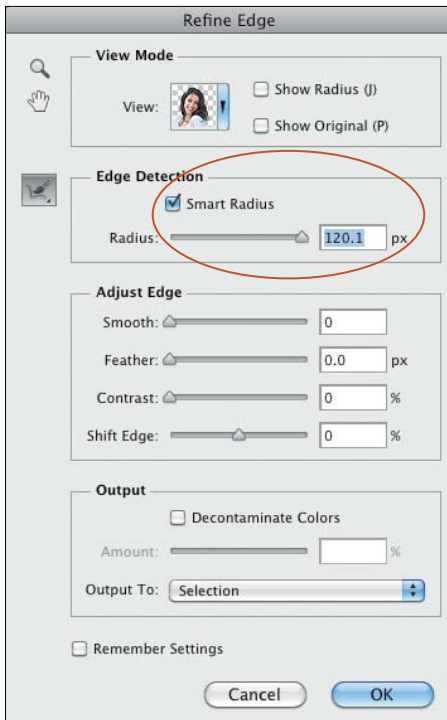 Refine Edge
View Mode
View:
Show Radius (J)
Show Original (P)
Edge Detection
Smart Radius
Radius: 120.1 px
Adjust Edge
Smooth: 0
Feather: 0.0 px
Contrast: 0 %
Shift Edge: 0 %
Output
Decontaminate Colors
Amount: %
Output To: Selection
Remember Settings
Cancel OK